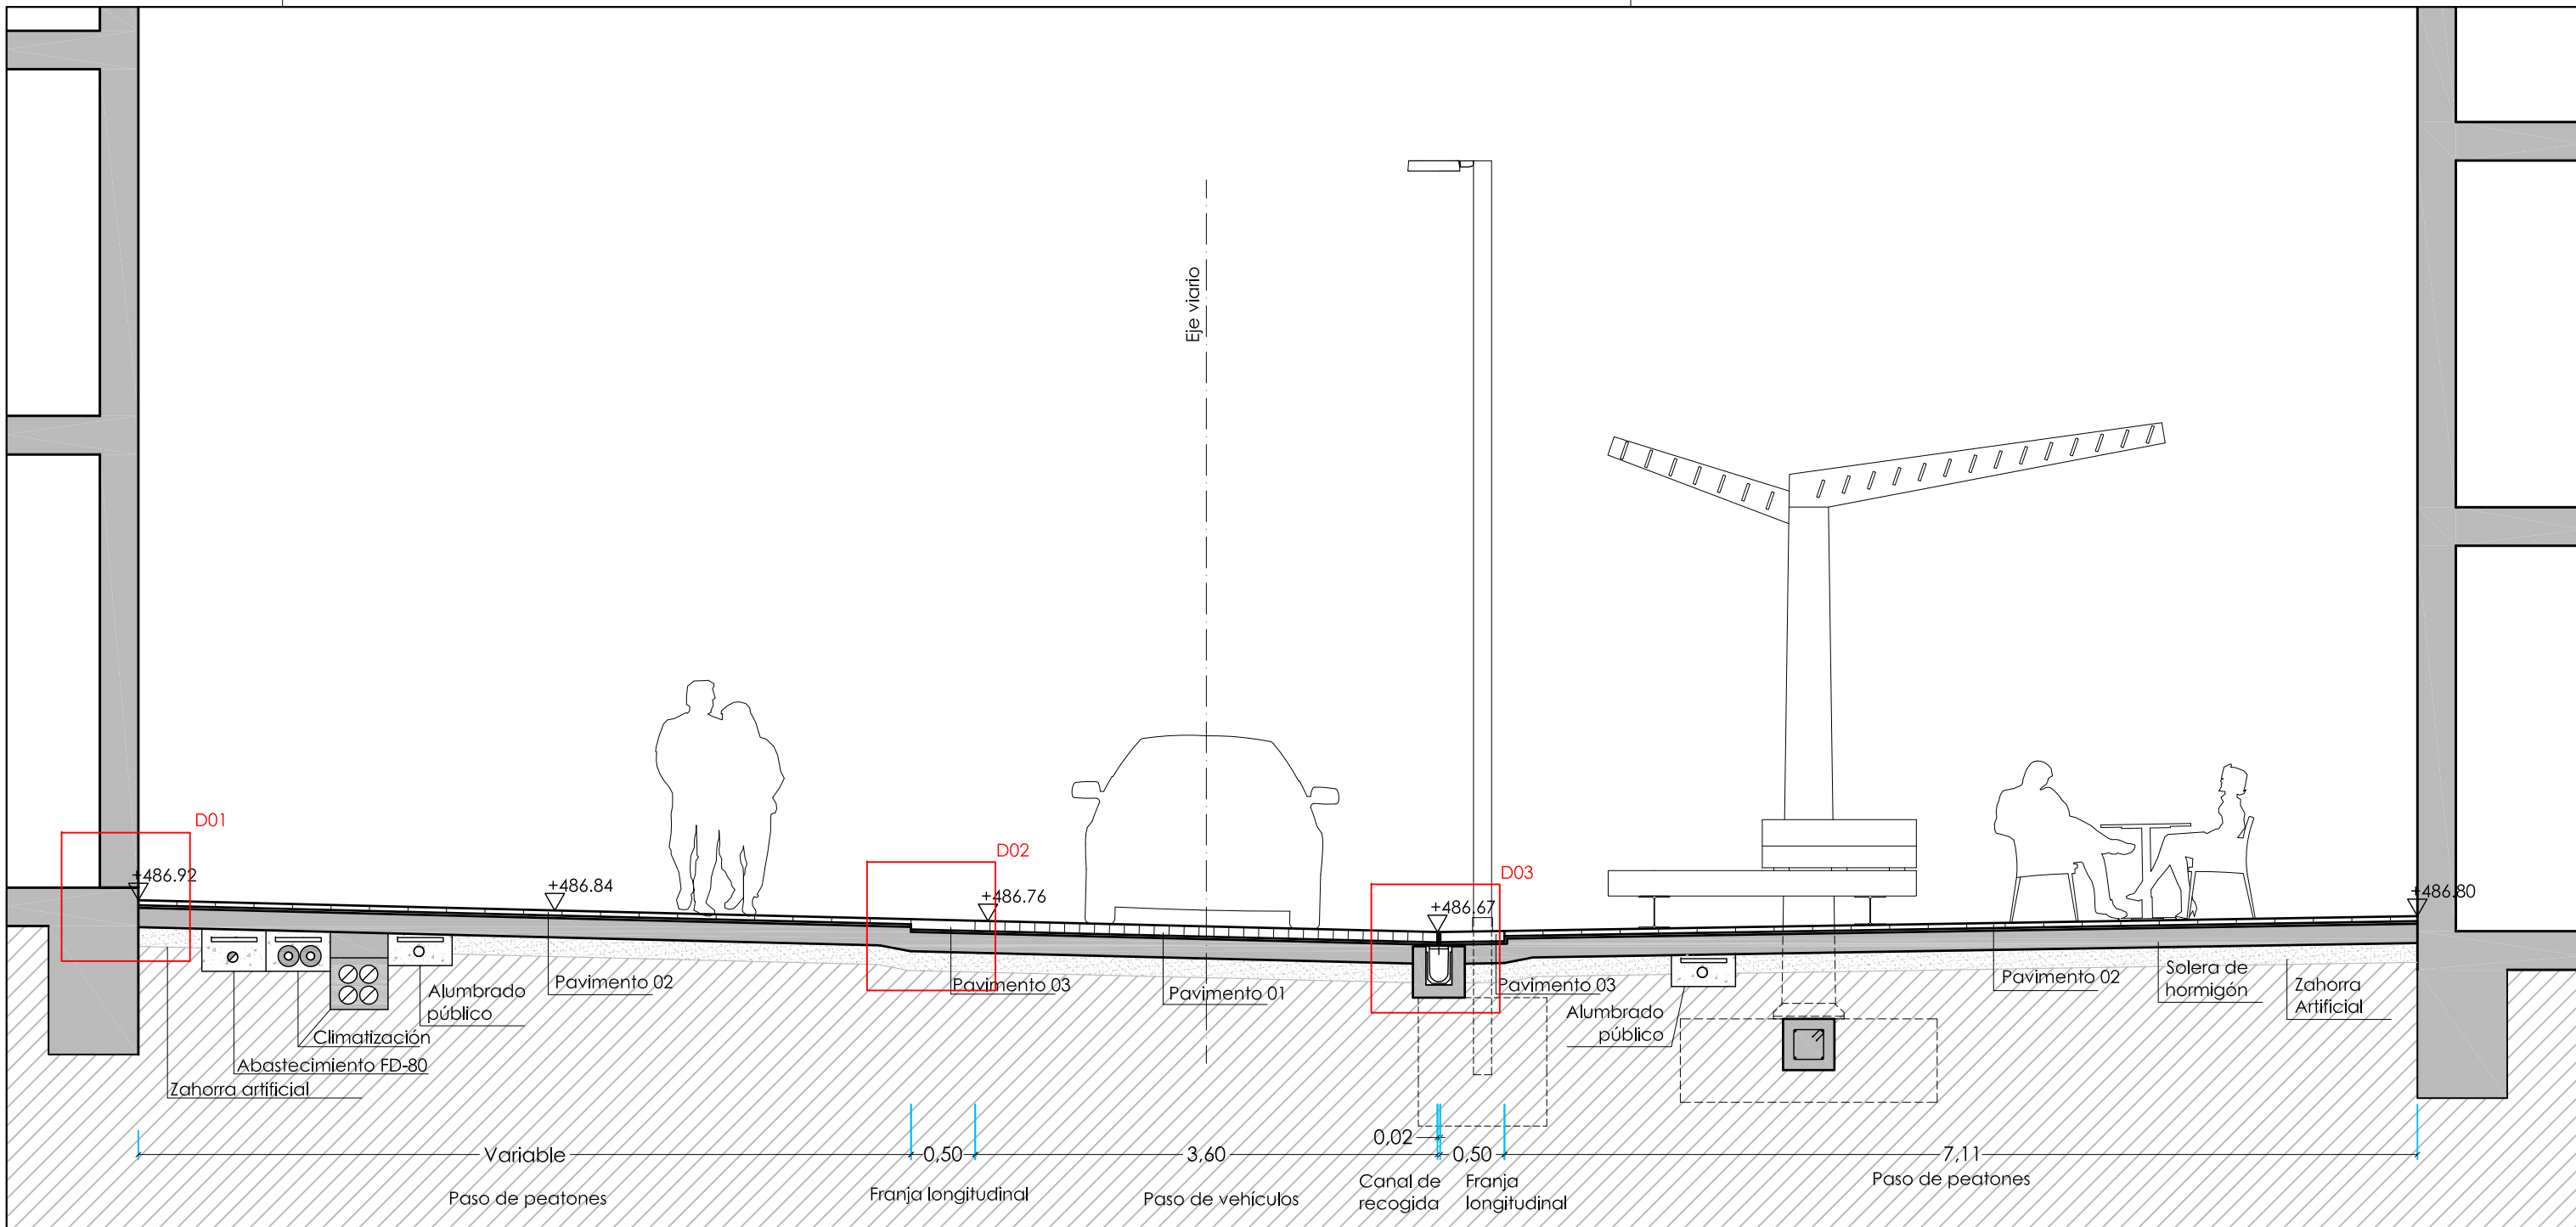 Eje viario
D01
D02
D03
+486.92
+486.84
+486.76
+486.67
+486.80
Pavimento 02
Pavimento 03
Pavimento 01
Pavimento 03
Pavimento 02
Solera de
hormigón
Zahorra
Artificial
Alumbrado
público
Climatización
Abastecimiento FD-80
Zahorra artificial
Alumbrado
público
Variable
0,50
3,60
0,02
0,50
7,11
Paso de peatones
Franja longitudinal
Paso de vehículos
Canal de
recogida
Franja
longitudinal
Paso de peatones